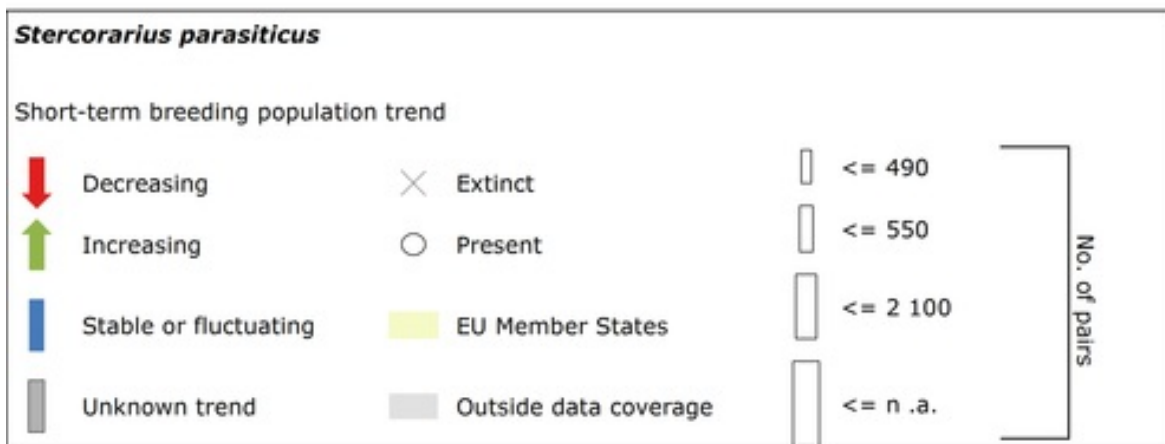 Stercorarius parasiticus
Short-term breeding population trend
Decreasing
Increasing
Stable or fluctuating
Unknown trend
Extinct
Present
EU Member States
Outside data coverage
<= 490
<= 550
<= 2 100
<= n .a.
No. of pairs